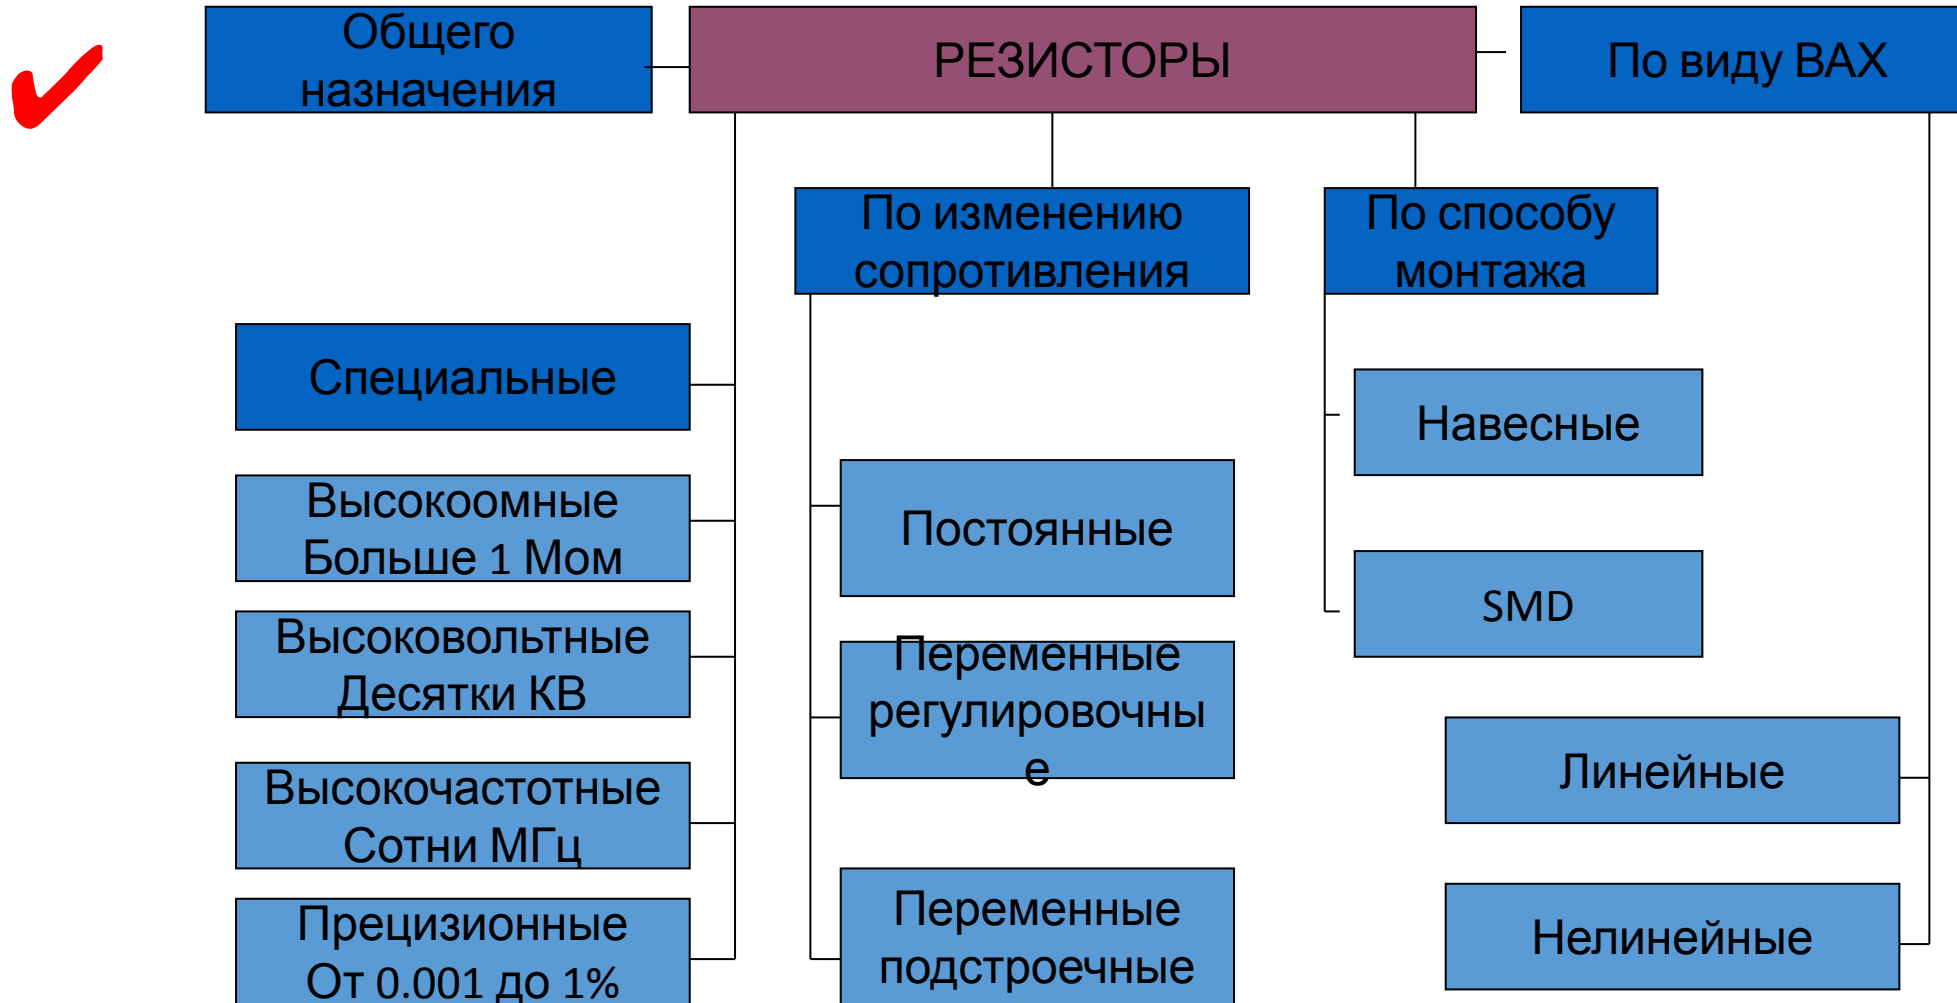 Общего
назначения
РЕЗИСТОРЫ
По виду ВАХ
По изменению
сопротивления
По способу
монтажа
Специальные
Высокоомные
Больше 1 Мом
Высоковольтные
Десятки КВ
Высокочастотные
Сотни МГц
Прецизионные
От 0.001 до 1%
Постоянные
Переменные
регулировочны
е
Переменные
подстроечные
Навесные
SMD
Линейные
Нелинейные